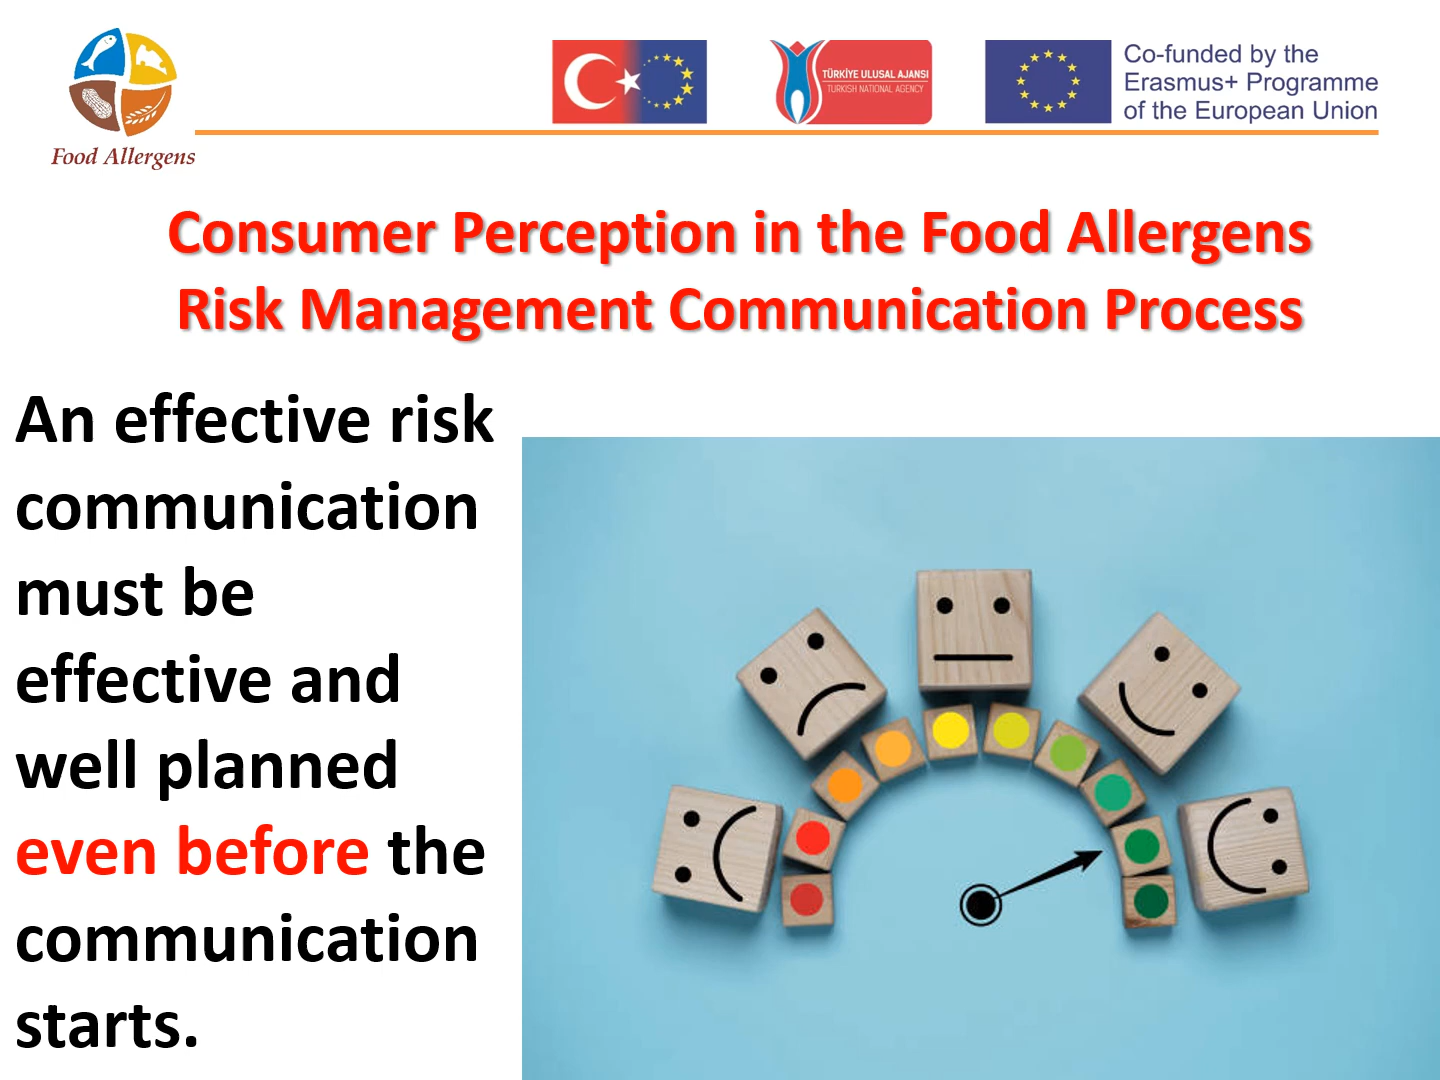 Food Allergens
TÜRKİYE ULUSAL AJANSI
TURKISH NATIONAL AGENCY
Co-funded by the
Erasmus+ Programme
of the European Union
Consumer Perception in the Food Allergens
Risk Management Communication Process
An effective risk
communication
must be
effective and
well planned
even before the
communication
starts.